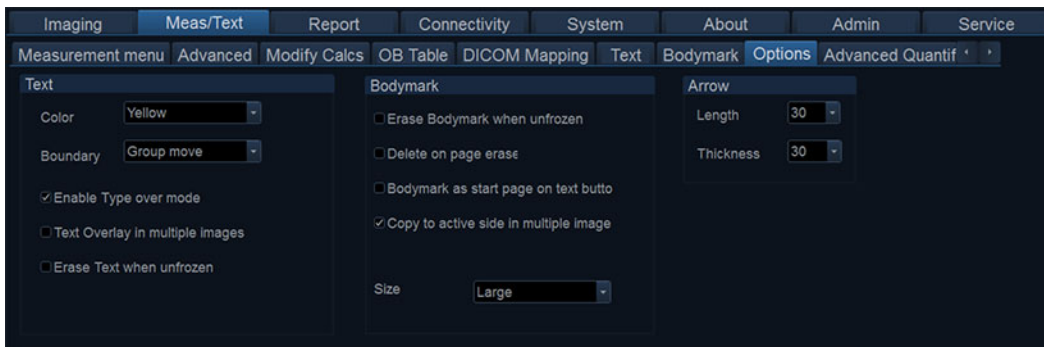 Imaging Meas/Text Report Connectivity System About Admin Service
Measurement menu Advanced Modify Calcs OB Table DICOM Mapping Text Bodymark Options Advanced Quantif
Text
Color Yellow
Boundary Group move
Enable Type over mode
Text Overlay in multiple images
Erase Text when unfrozen
Bodymark
Erase Bodymark when unfrozen
Delete on page erase
Bodymark as start page on text butto
Copy to active side in multiple image
Size Large
Arrow
Length 30
Thickness 30